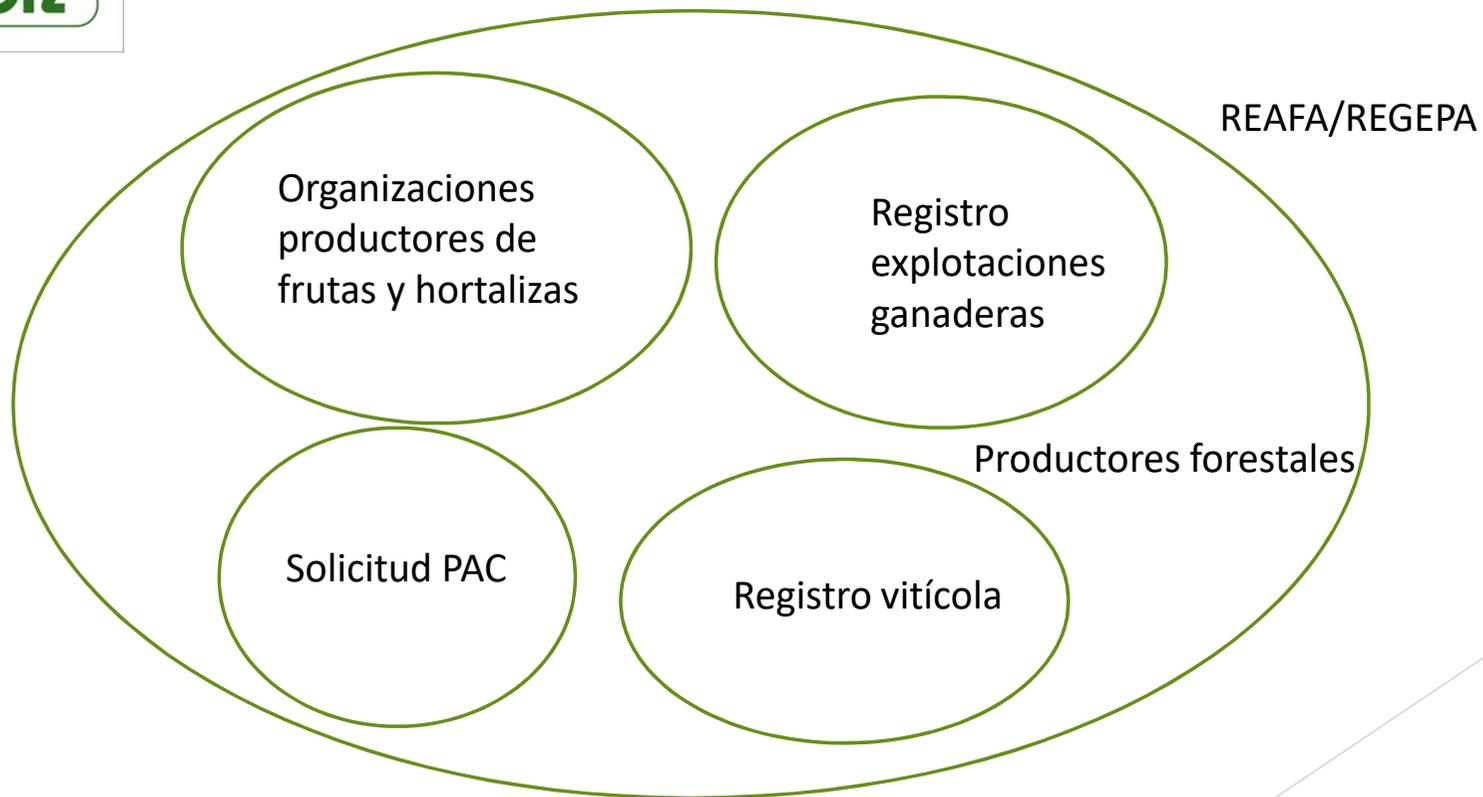 REAFA/REGEPA
Organizaciones
productores de
frutas y hortalizas
Registro
explotaciones
ganaderas
Productores forestales
Solicitud PAC
Registro vitícola